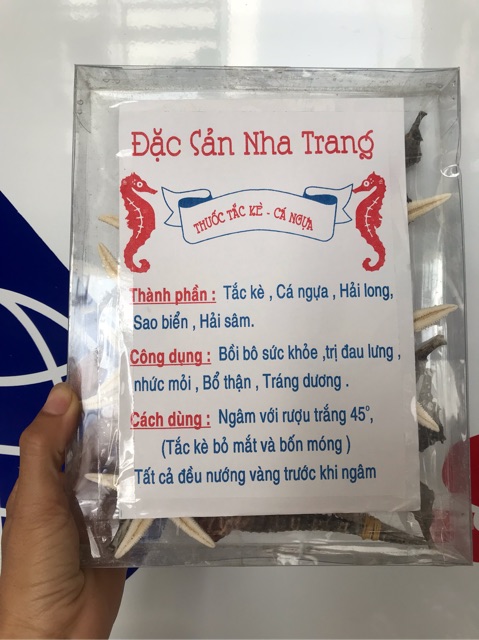 Đặc Sản Nha Trang
THUỐC TẮC KÈ - CÁ NGỰA
Thành phần : Tắc kè , Cá ngựa , Hải long,
Sao biển , Hải sâm.
Công dụng : Bồi bô sức khỏe ,trị đau lưng ,
nhức mỏi , Bổ thận , Tráng dương .
Cách dùng : Ngâm với rượu trắng 45°,
(Tắc kè bỏ mắt và bốn móng )
Tất cả đều nướng vàng trước khi ngâm